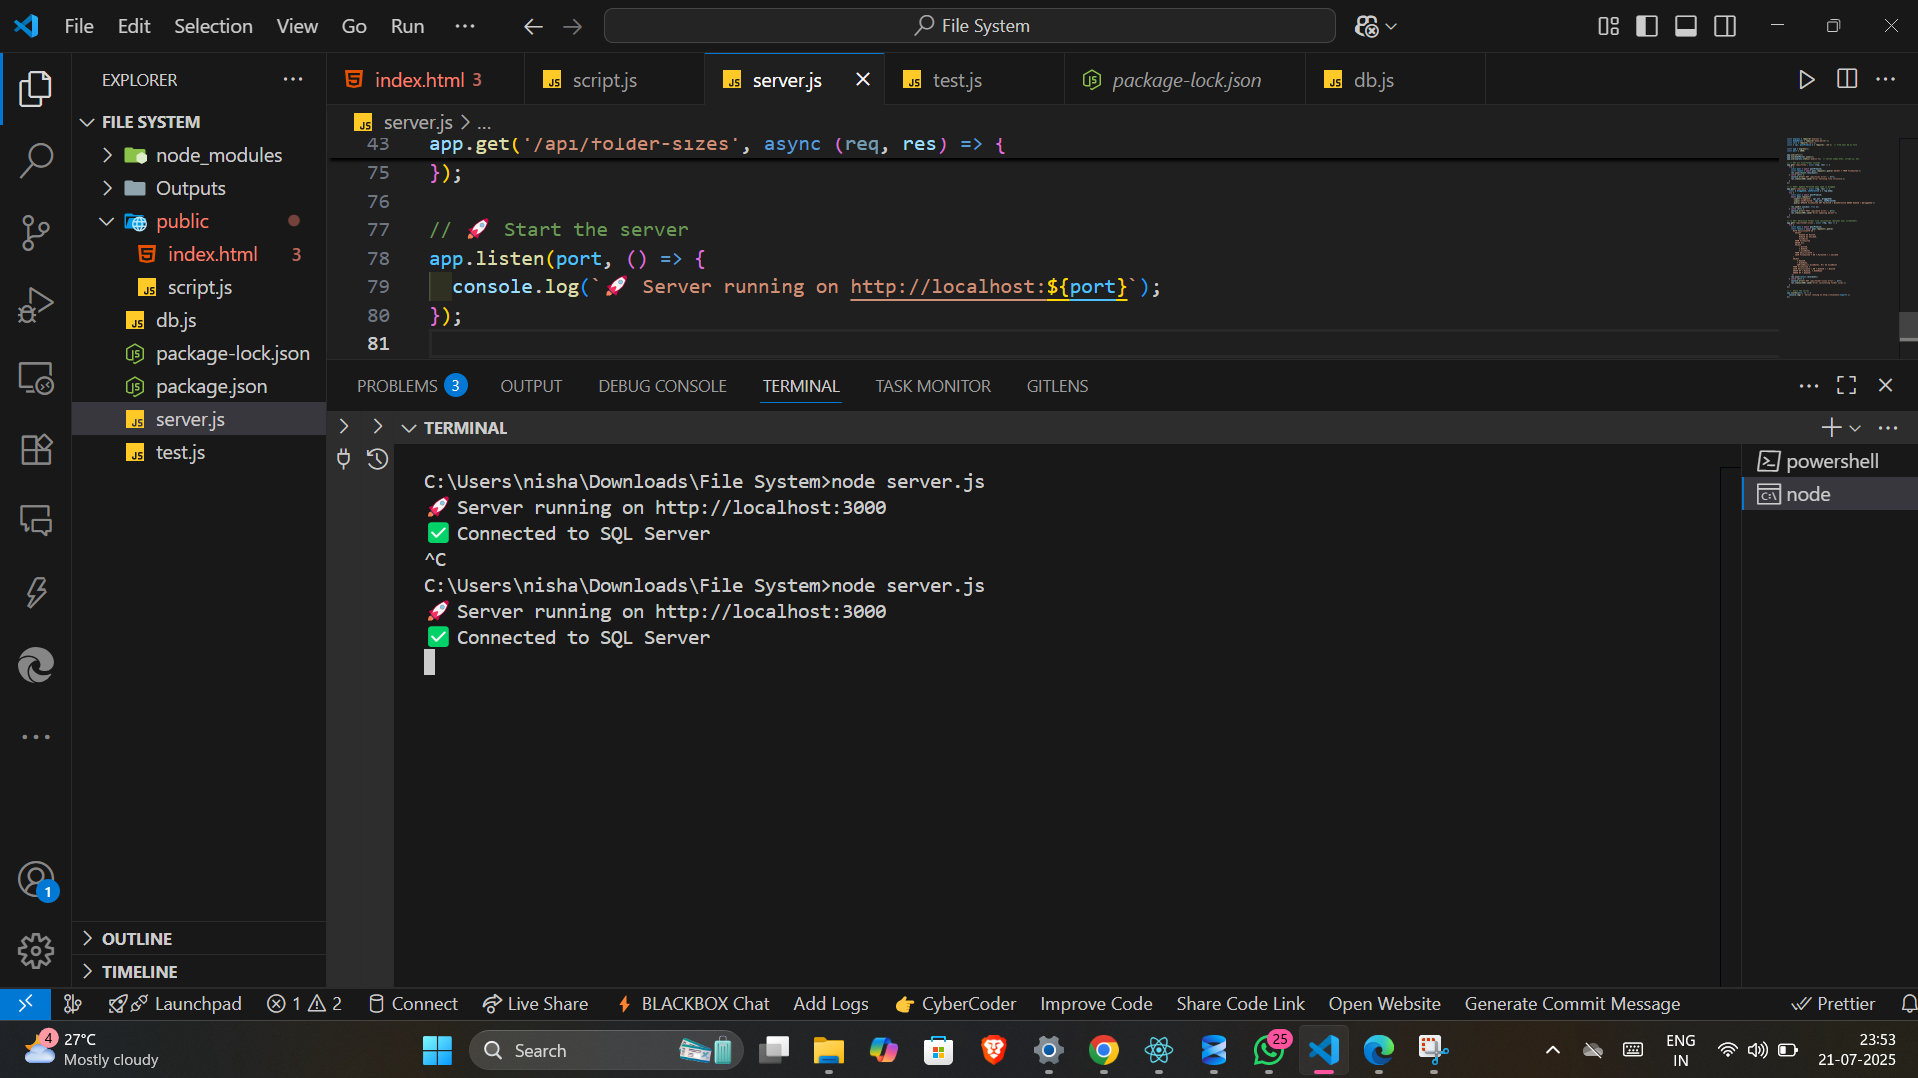 File Edit Selection View Go Run
File System
EXPLORER
FILE SYSTEM
node_modules
Outputs
public
index.html 3
script.js
db.js
package-lock.json
package.json
server.js
test.js
OUTLINE
TIMELINE
index.html 3
script.js
server.js
test.js
package-lock.json
db.js
server.js > ...
43 app.get('/api/folder-sizes', async (req, res) => {
75 });
76
77 // 🚀 Start the server
78 app.listen(port, () => {
79 console.log(`🚀 Server running on http://localhost:${port}`);
80 });
81
PROBLEMS 3 OUTPUT DEBUG CONSOLE TERMINAL TASK MONITOR GITLENS
TERMINAL
powershell
node
C:\Users\nisha\Downloads\File System>node server.js
🚀 Server running on http://localhost:3000
✅ Connected to SQL Server
^C
C:\Users\nisha\Downloads\File System>node server.js
🚀 Server running on http://localhost:3000
✅ Connected to SQL Server
1
Launchpad 1 2 Connect Live Share BLACKBOX Chat Add Logs 👉 CyberCoder Improve Code Share Code Link Open Website Generate Commit Message Prettier
4
27°C
Mostly cloudy
Search
25
ENG
IN
23:53
21-07-2025